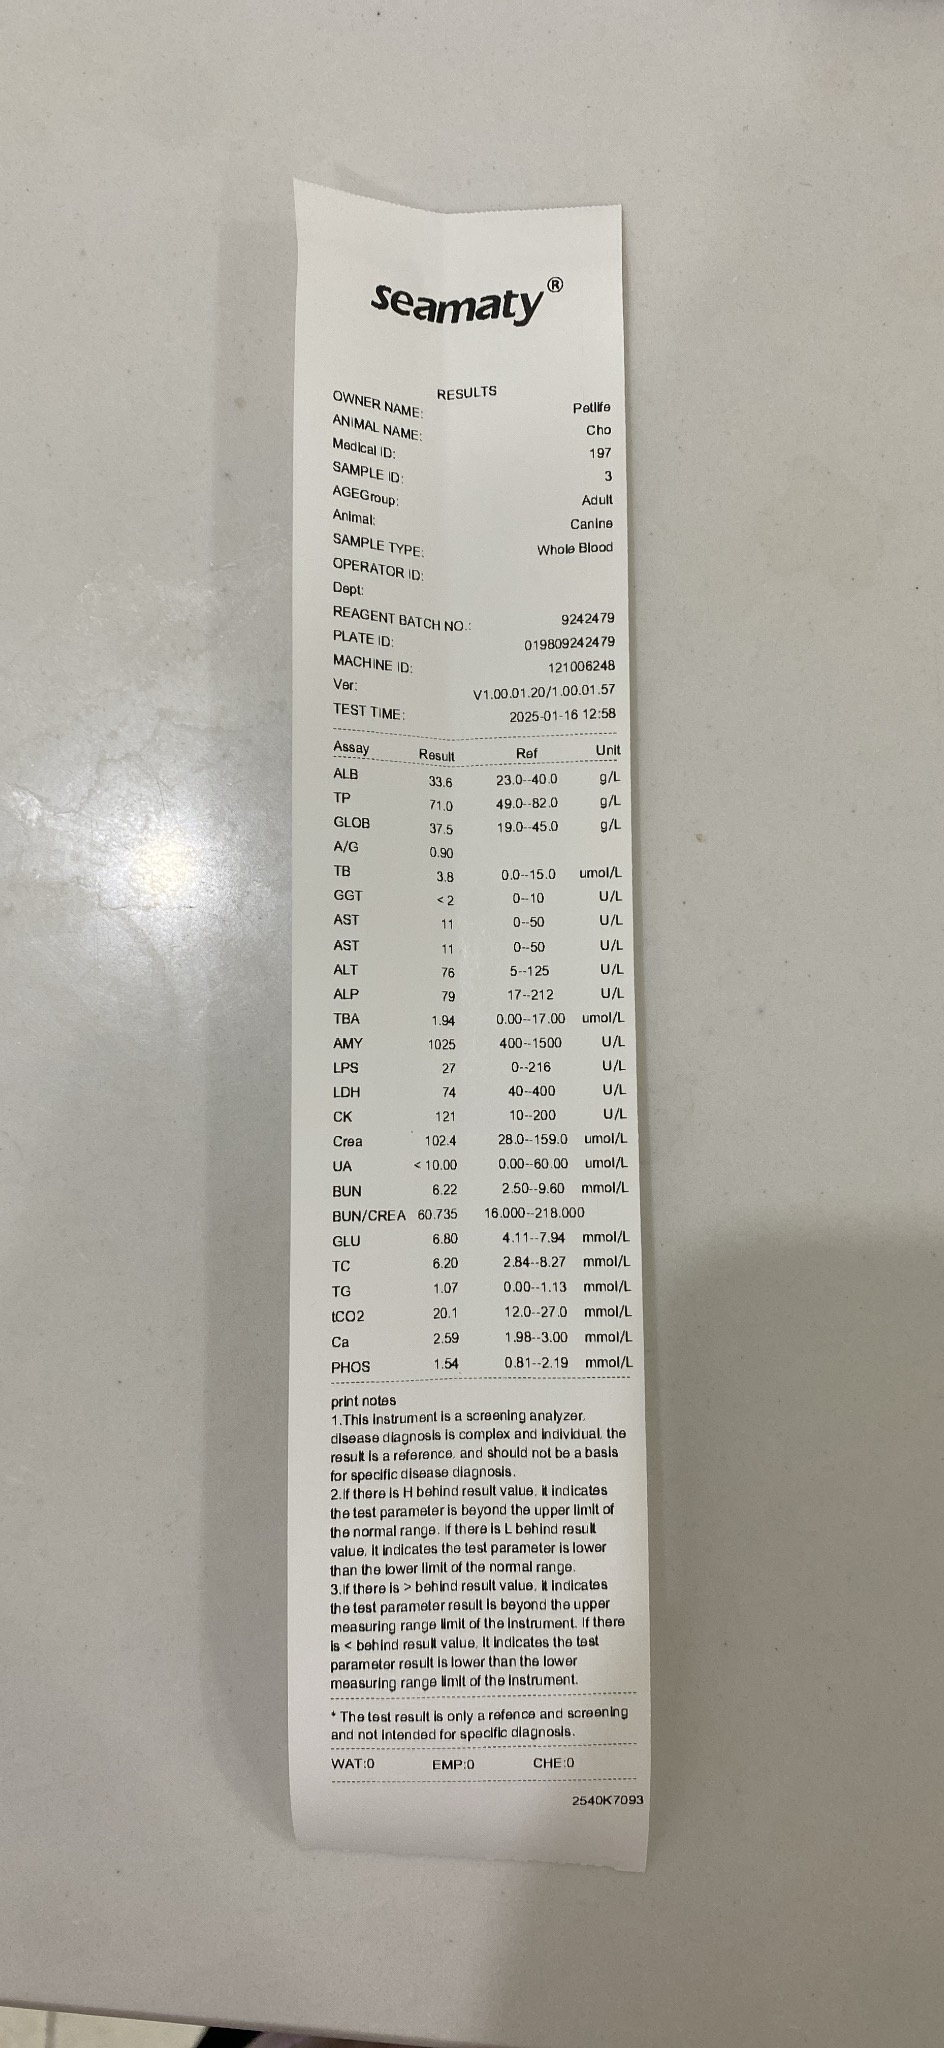 seamaty®
RESULTS
OWNER NAME: Petlife
ANIMAL NAME: Cho
Medical ID: 197
SAMPLE ID: 3
AGEGroup: Adult
Animal: Canine
SAMPLE TYPE: Whole Blood
OPERATOR ID:
Dept:
REAGENT BATCH NO.: 9242479
PLATE ID: 019809242479
MACHINE ID: 121006248
Ver: V1.00.01.20/1.00.01.57
TEST TIME: 2025-01-16 12:58
Assay Result Ref Unit
ALB 33.6 23.0--40.0 g/L
TP 71.0 49.0--82.0 g/L
GLOB 37.5 19.0--45.0 g/L
A/G 0.90
TB 3.8 0.0--15.0 umol/L
GGT <2 0--10 U/L
AST 11 0--50 U/L
AST 11 0--50 U/L
ALT 76 5--125 U/L
ALP 79 17--212 U/L
TBA 1.94 0.00--17.00 umol/L
AMY 1025 400--1500 U/L
LPS 27 0--216 U/L
LDH 74 40--400 U/L
CK 121 10--200 U/L
Crea 102.4 28.0--159.0 umol/L
UA < 10.00 0.00--60.00 umol/L
BUN 6.22 2.50--9.60 mmol/L
BUN/CREA 60.735 16.000--218.000
GLU 6.80 4.11--7.94 mmol/L
TC 6.20 2.84--8.27 mmol/L
TG 1.07 0.00--1.13 mmol/L
tCO2 20.1 12.0--27.0 mmol/L
Ca 2.59 1.98--3.00 mmol/L
PHOS 1.54 0.81--2.19 mmol/L
print notes
1.This instrument is a screening analyzer,
disease diagnosis is complex and individual, the
result is a reference, and should not be a basis
for specific disease diagnosis.
2.If there is H behind result value, it indicates
the test parameter is beyond the upper limit of
the normal range. If there is L behind result
value, it indicates the test parameter is lower
than the lower limit of the normal range.
3.If there is > behind result value, it indicates
the test parameter result is beyond the upper
measuring range limit of the instrument. If there
is < behind result value, it indicates the test
parameter result is lower than the lower
measuring range limit of the instrument.
* The test result is only a refence and screening
and not intended for specific diagnosis.
WAT:0 EMP:0 CHE:0
2540K7093